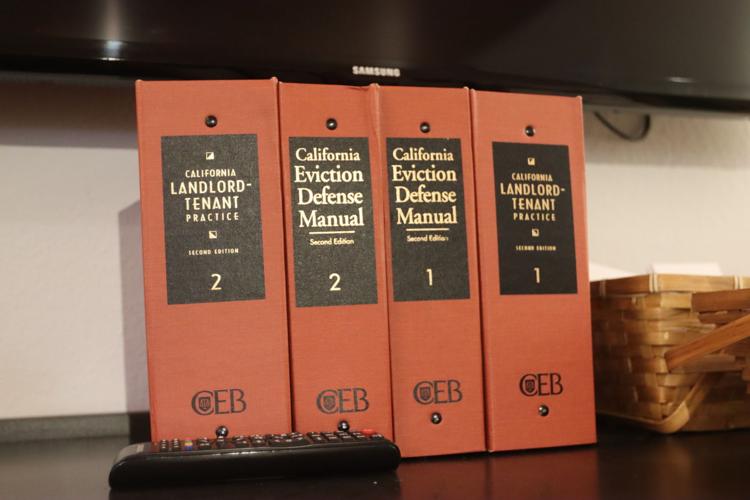 SAMSUNG
CALIFORNIA
LANDLORD-
TENANT
PRACTICE
SECOND EDITION
2
CEB
California
Eviction
Defense
Manual
Second Edition
2
CEB
California
Eviction
Defense
Manual
Second Edition
1
CEB
CALIFORNIA
LANDLORD-
TENANT
PRACTICE
SECOND EDITION
1
CEB